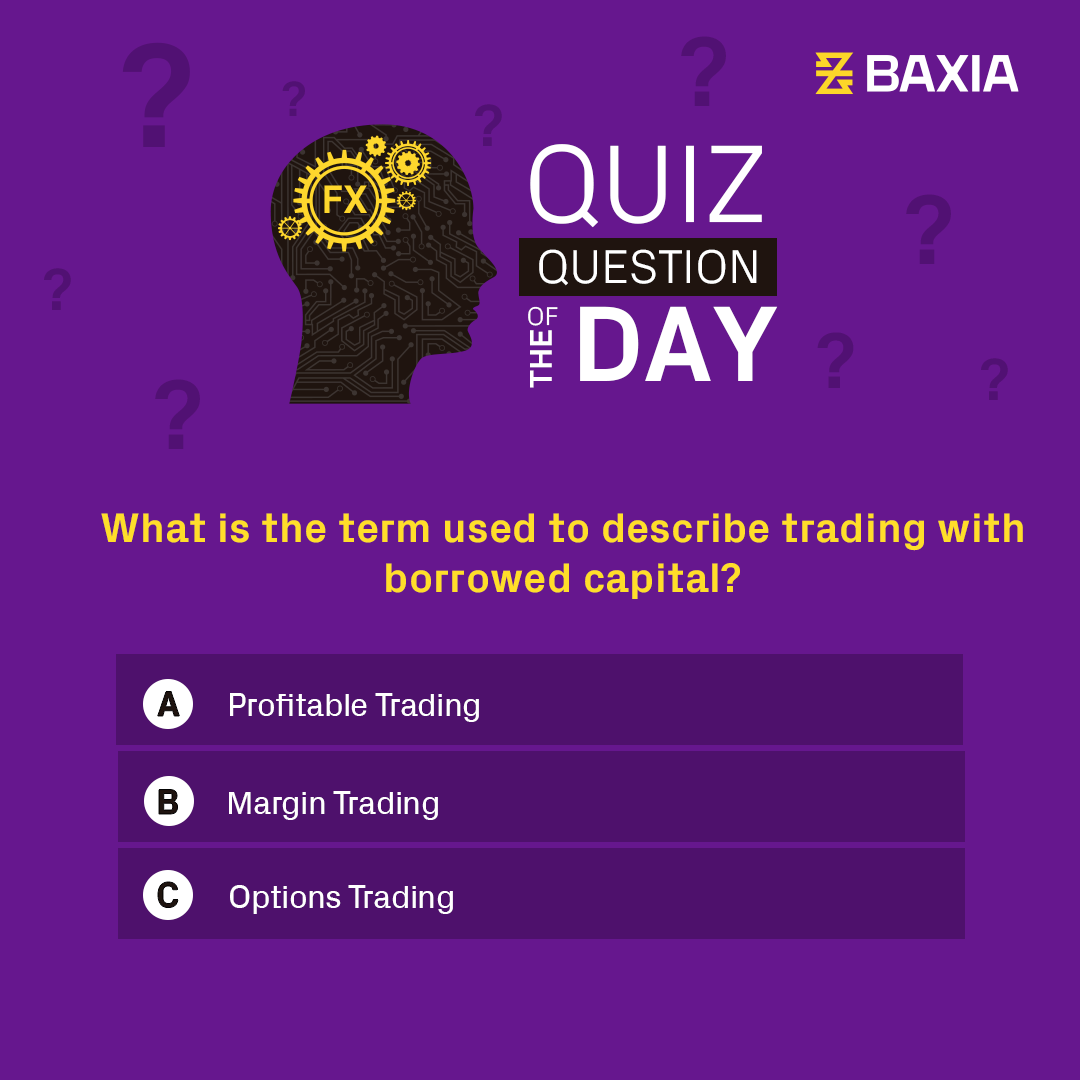 BAXIA
FX
QUIZ
QUESTION
OF THE
DAY
What is the term used to describe trading with
borrowed capital?
A Profitable Trading
B Margin Trading
C Options Trading